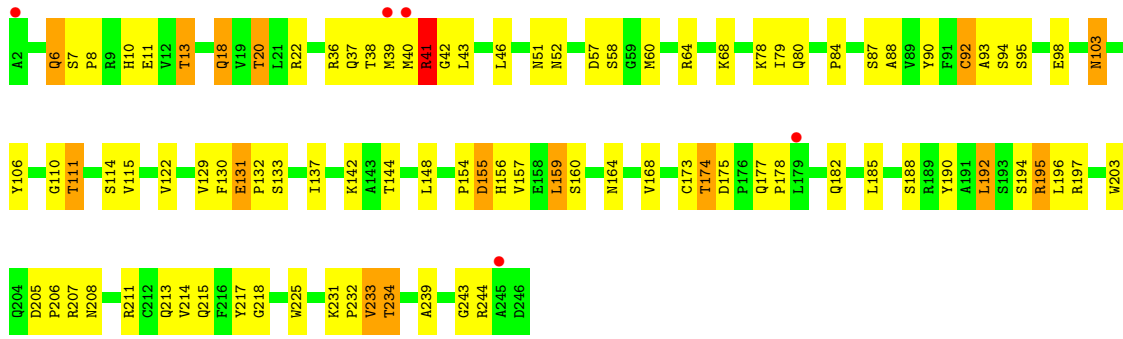 A2 Q6 S7 P8 R9 H10 E11 V12 T13 Q18 V19 T20 L21 R22 R36 Q37 T38 M39 M40 R41 G42 L43 L46 N51 N52 D57 S58 G59 M60 R64 K68 K78 I79 Q80 P84 S87 A88 V89 Y90 F91 C92 A93 S94 S95 E98 N103
Y106 G110 T111 S114 V115 V122 V129 F130 E131 P132 S133 I137 K142 A143 T144 L148 P154 D155 H156 V157 E158 L159 S160 N164 V168 C173 T174 D175 P176 Q177 P178 L179 Q182 L185 S188 R189 Y190 A191 L192 S193 S194 R195 L196 R197 W203
Q204 D205 P206 R207 N208 R211 C212 Q213 V214 Q215 F216 Y217 G218 W225 K231 P232 V233 T234 A239 G243 R244 A245 D246